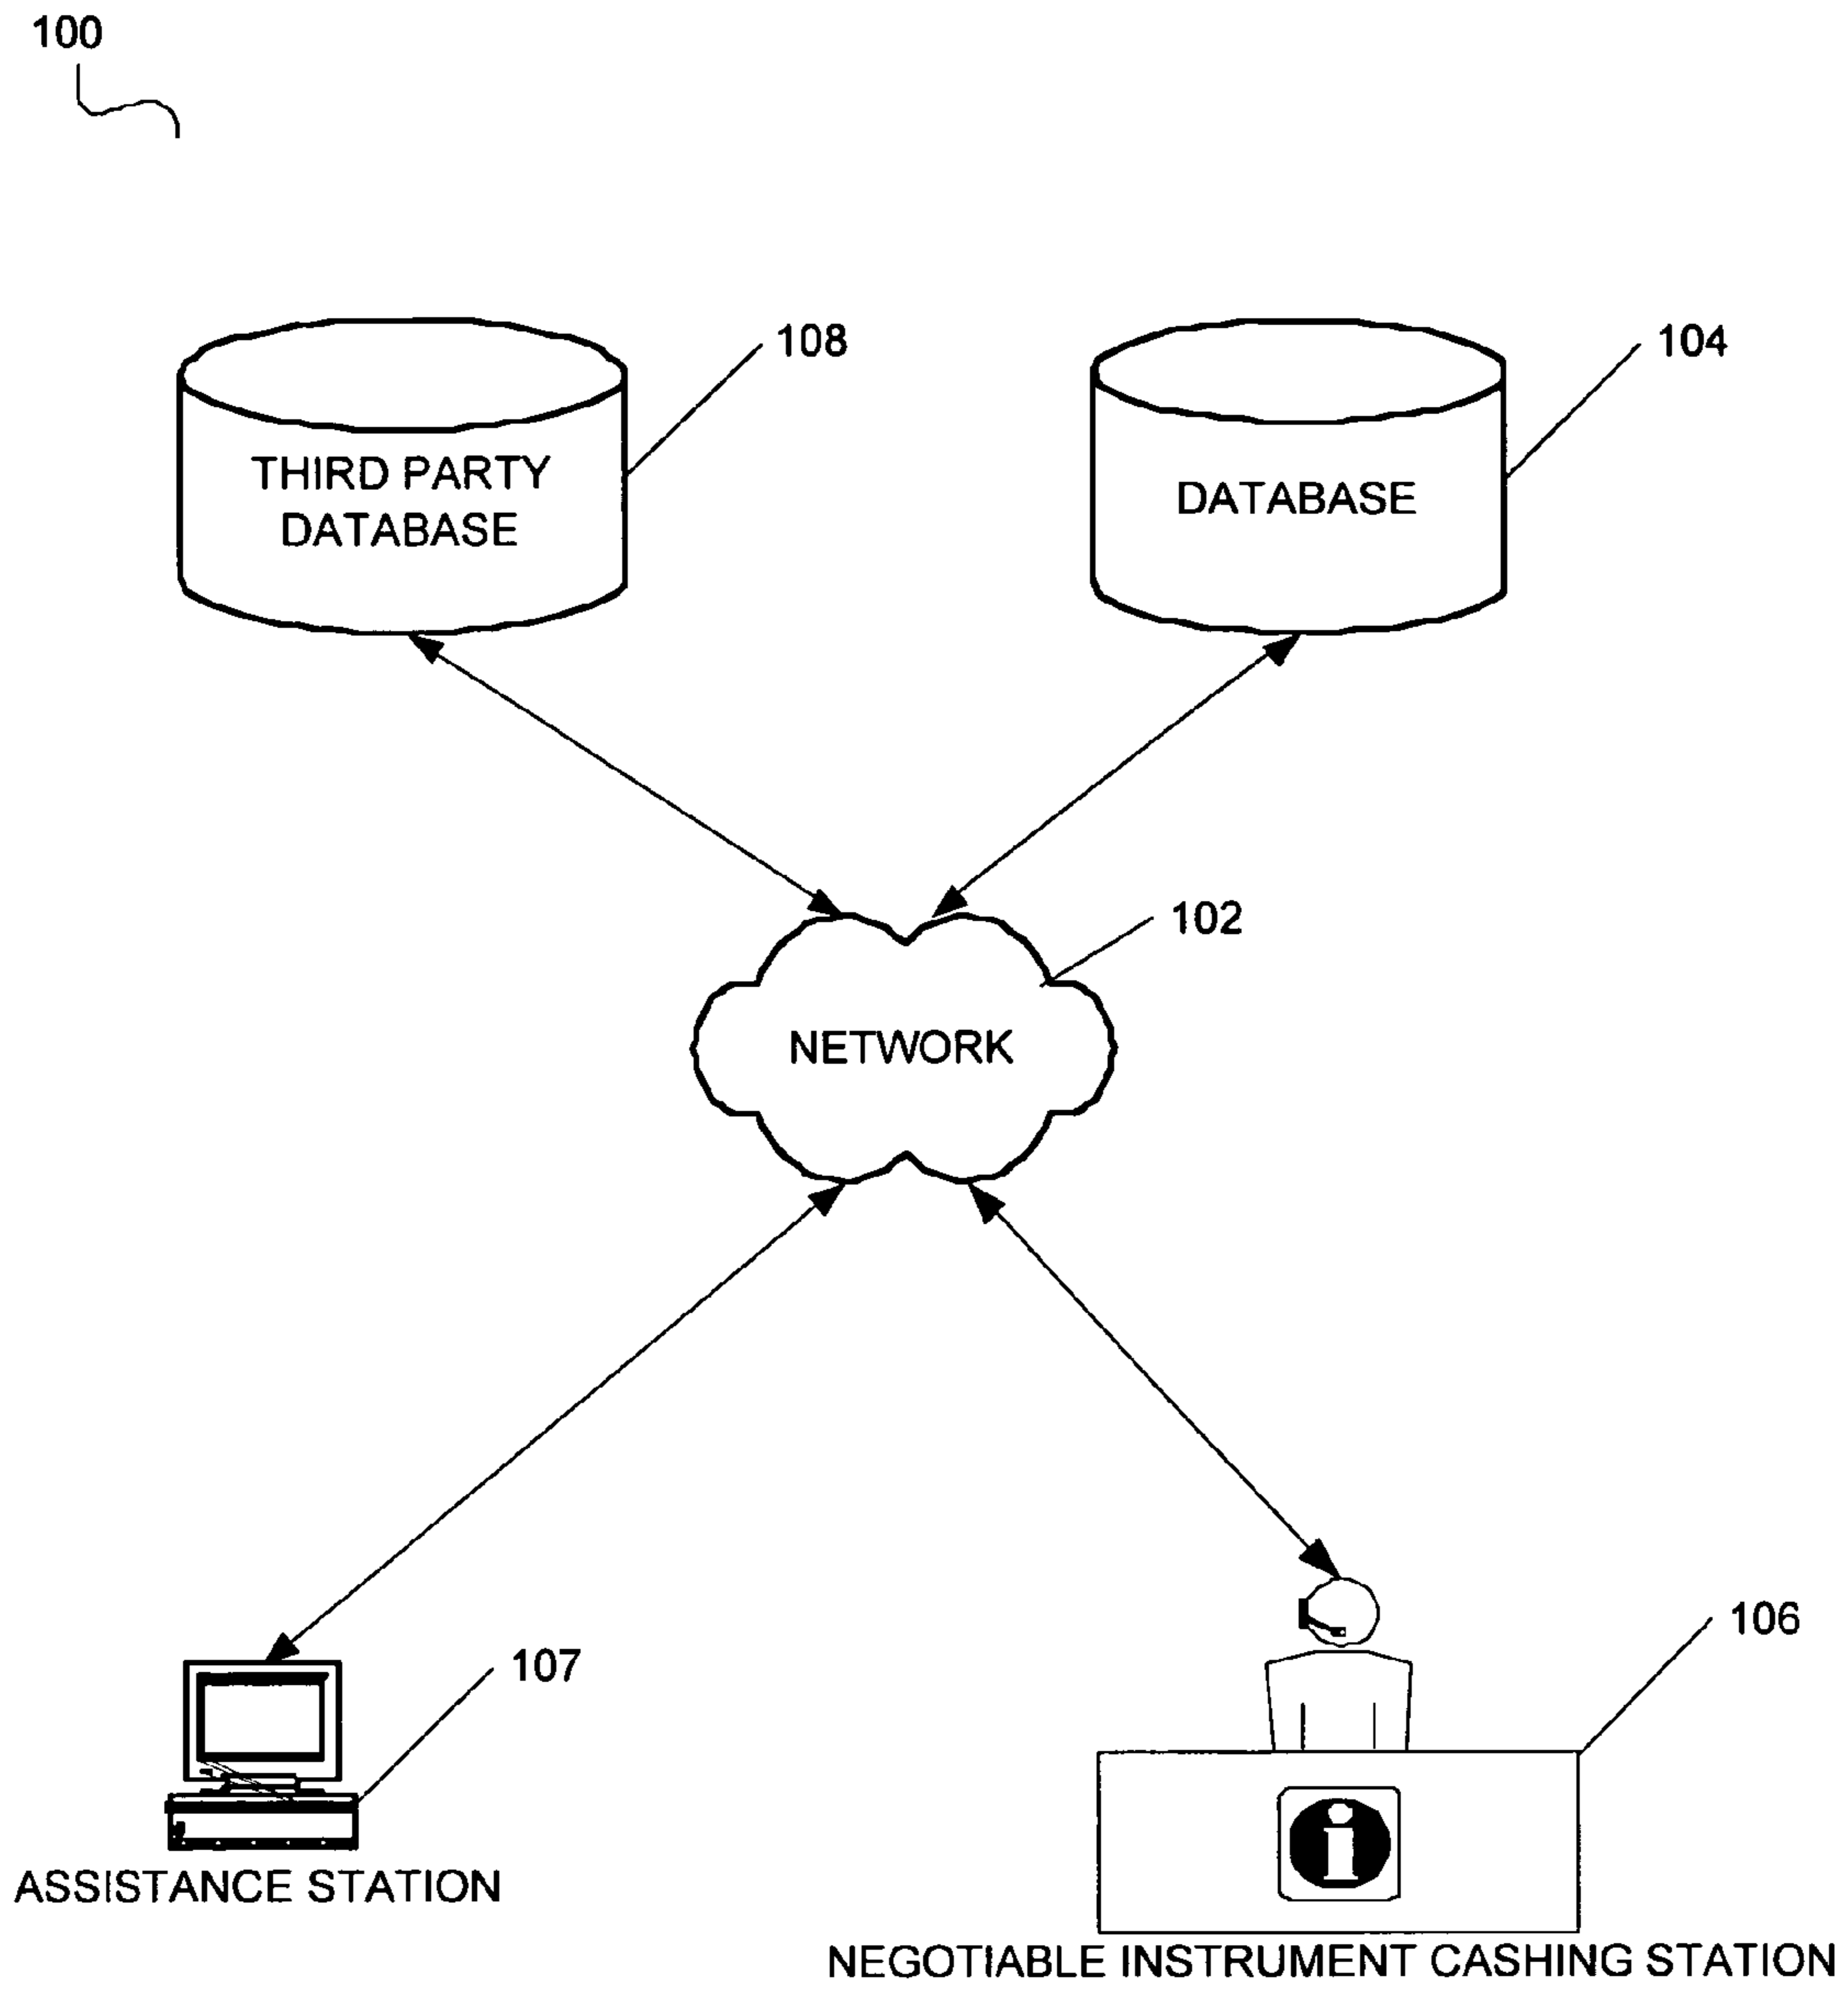 100
108
104
THIRD PARTY
DATABASE
DATABASE
102
NETWORK
106
107
i
ASSISTANCE STATION
NEGOTIABLE INSTRUMENT CASHING STATION